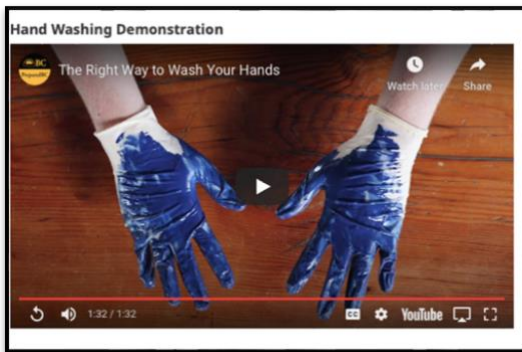 Hand Washing Demonstration
BC
PreparedBC
The Right Way to Wash Your Hands
Watch later
Share
1:32 / 1:32
CC
YouTube